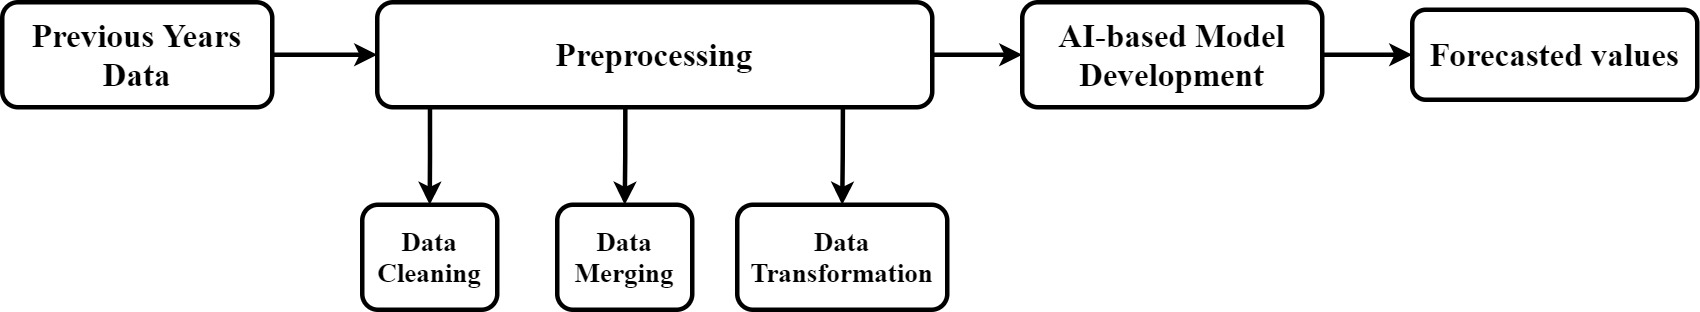 Previous Years
Data
Preprocessing
AI-based Model
Development
Forecasted values
Data
Cleaning
Data
Merging
Data
Transformation